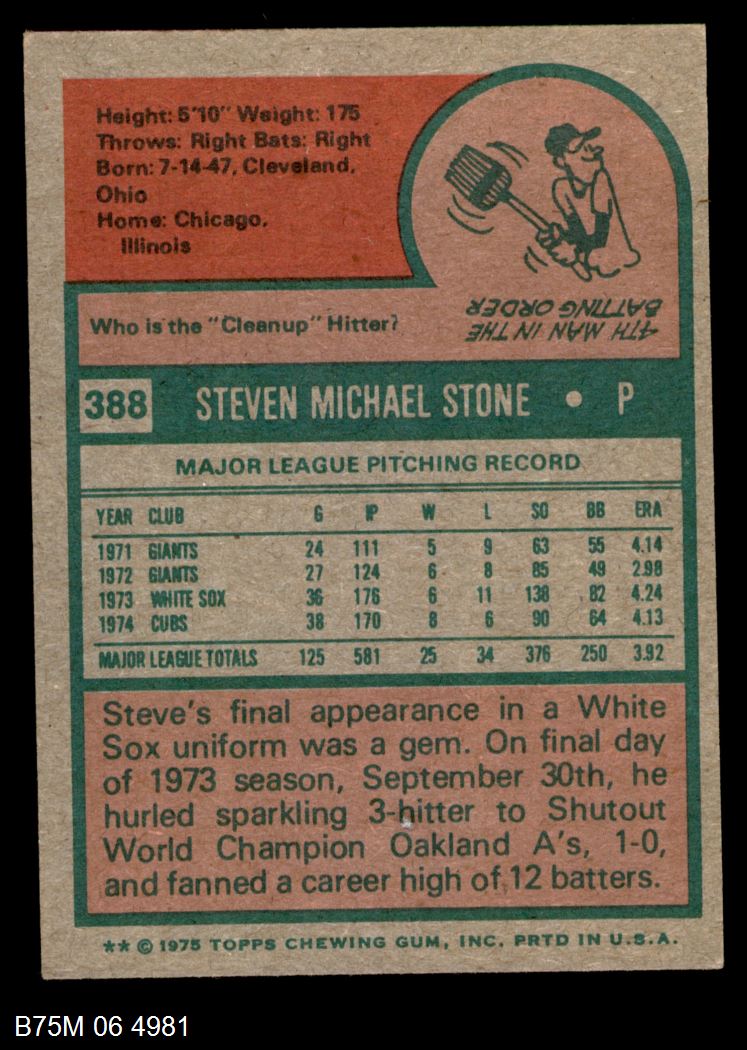 Height: 5'10" Weight: 175
Throws: Right Bats: Right
Born: 7-14-47, Cleveland,
Ohio
Home: Chicago,
Illinois
Who is the "Cleanup" Hitter?
4TH MAN IN THE
BATTING ORDER
388 STEVEN MICHAEL STONE • P
MAJOR LEAGUE PITCHING RECORD
YEAR CLUB G IP W L SO BB ERA
1971 GIANTS 24 111 5 9 63 55 4.14
1972 GIANTS 27 124 6 8 85 49 2.98
1973 WHITE SOX 36 176 6 11 138 82 4.24
1974 CUBS 38 170 8 6 90 64 4.13
MAJOR LEAGUE TOTALS 125 581 25 34 376 250 3.92
Steve's final appearance in a White
Sox uniform was a gem. On final day
of 1973 season, September 30th, he
hurled sparkling 3-hitter to Shutout
World Champion Oakland A's, 1-0,
and fanned a career high of 12 batters.
** © 1975 TOPPS CHEWING GUM, INC. PRTD IN U.S.A.
B75M 06 4981